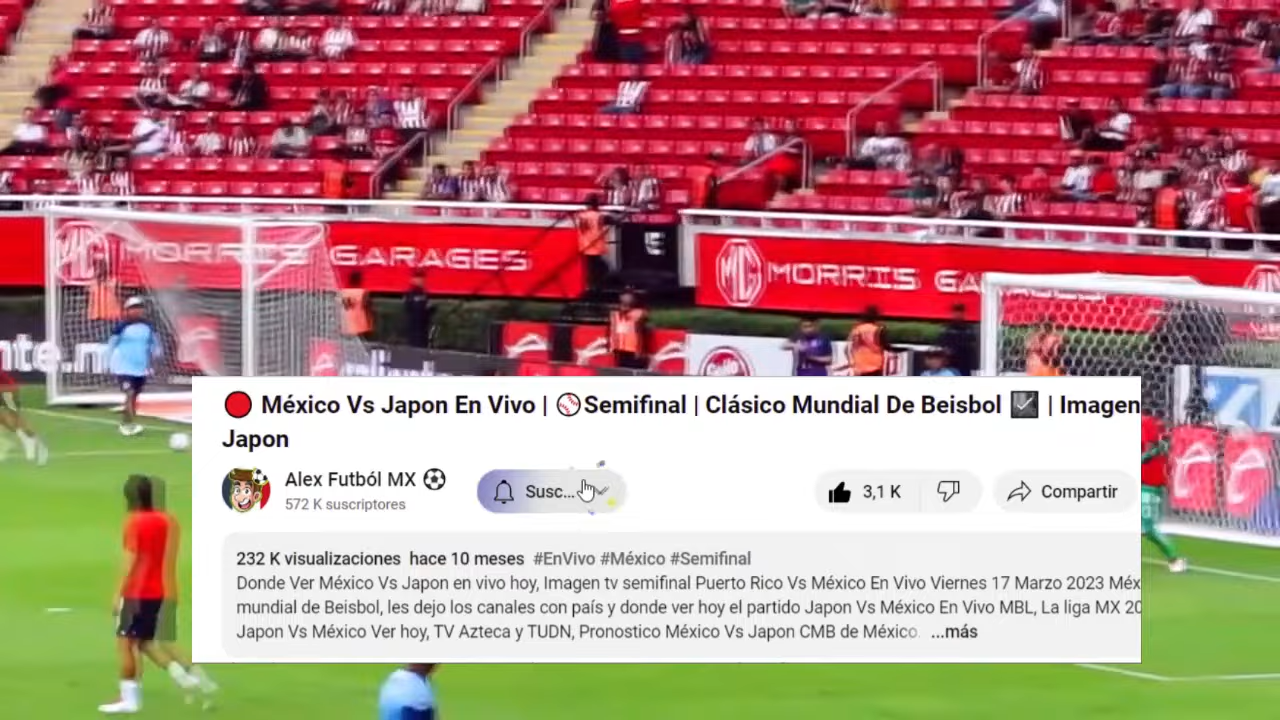 MORRIS GARAGES
MG MORRIS GA
🔴 México Vs Japon En Vivo | ⚾Semifinal | Clásico Mundial De Beisbol ☑ | Imagen
Japon
Alex Futból MX ⚽
572 K suscriptores
Susc...
3,1 K
Compartir
232 K visualizaciones hace 10 meses #EnVivo #México #Semifinal
Donde Ver México Vs Japon en vivo hoy, Imagen tv semifinal Puerto Rico Vs México En Vivo Viernes 17 Marzo 2023 Méx
mundial de Beisbol, les dejo los canales con país y donde ver hoy el partido Japon Vs México En Vivo MBL, La liga MX 20
Japon Vs México Ver hoy, TV Azteca y TUDN, Pronostico México Vs Japon CMB de México. ...más